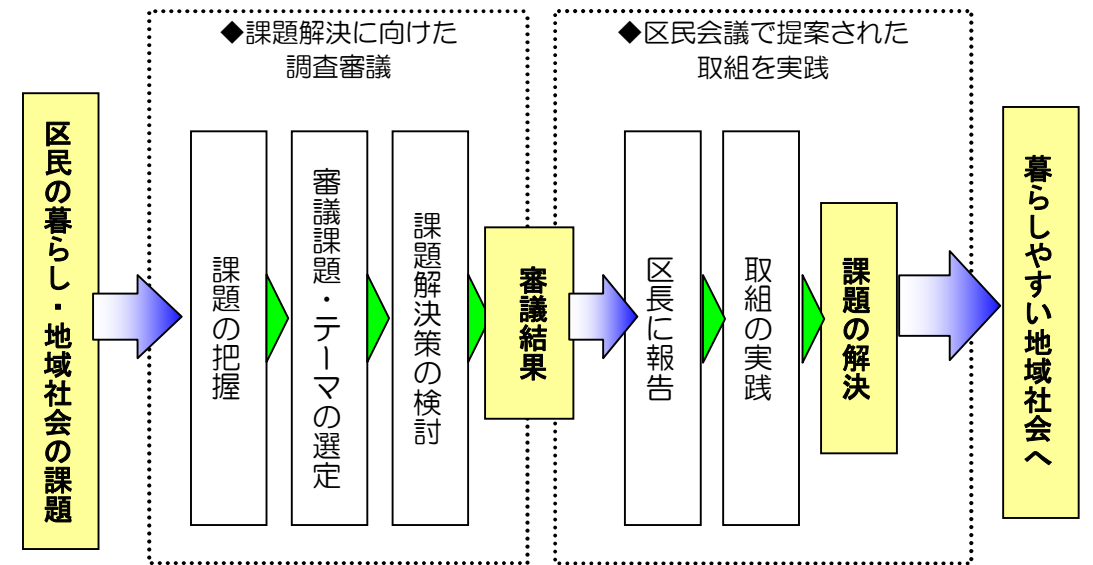 ◆課題解決に向けた
調査審議
◆区民会議で提案された
取組を実践
区民の暮らし・地域社会の課題
課題の把握
審議課題・テーマの選定
課題解決策の検討
審議結果
区長に報告
取組の実践
課題の解決
暮らしやすい地域社会へ